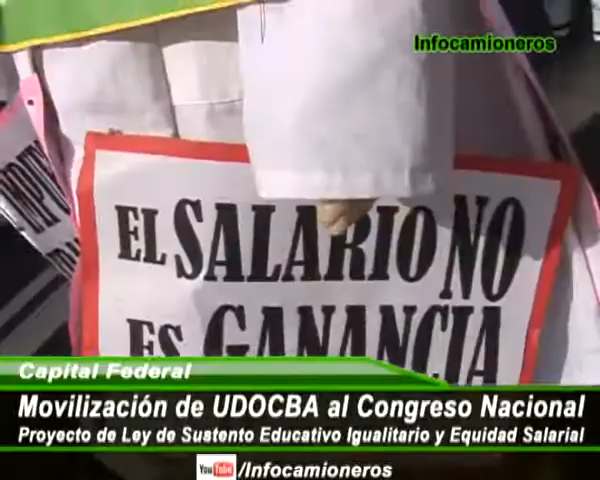 Infocamioneros
EL SALARIO NO
ES GANANCIA
Capital Federal
Movilización de UDOCBA al Congreso Nacional
Proyecto de Ley de Sustento Educativo Igualitario y Equidad Salarial
YouTube/Infocamioneros